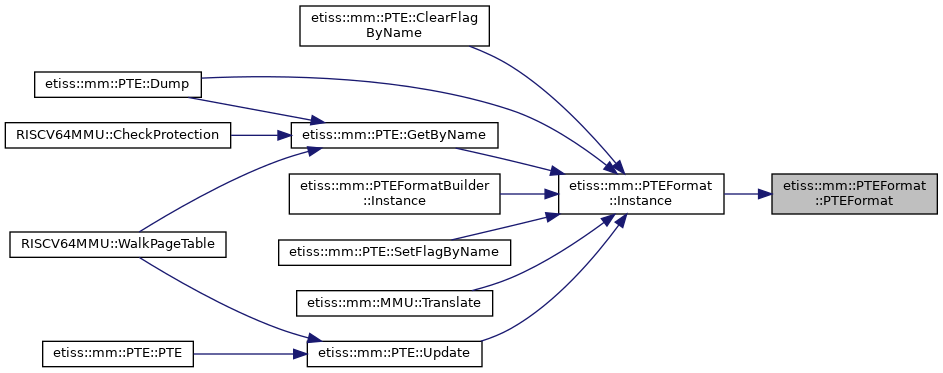 etiss::mm::PTE::ClearFlag
ByName
etiss::mm::PTE::Dump
RISCV64MMU::CheckProtection
etiss::mm::PTE::GetByName
etiss::mm::PTEFormatBuilder
::Instance
etiss::mm::PTEFormat
::Instance
etiss::mm::PTEFormat
::PTEFormat
RISCV64MMU::WalkPageTable
etiss::mm::PTE::SetFlagByName
etiss::mm::MMU::Translate
etiss::mm::PTE::PTE
etiss::mm::PTE::Update